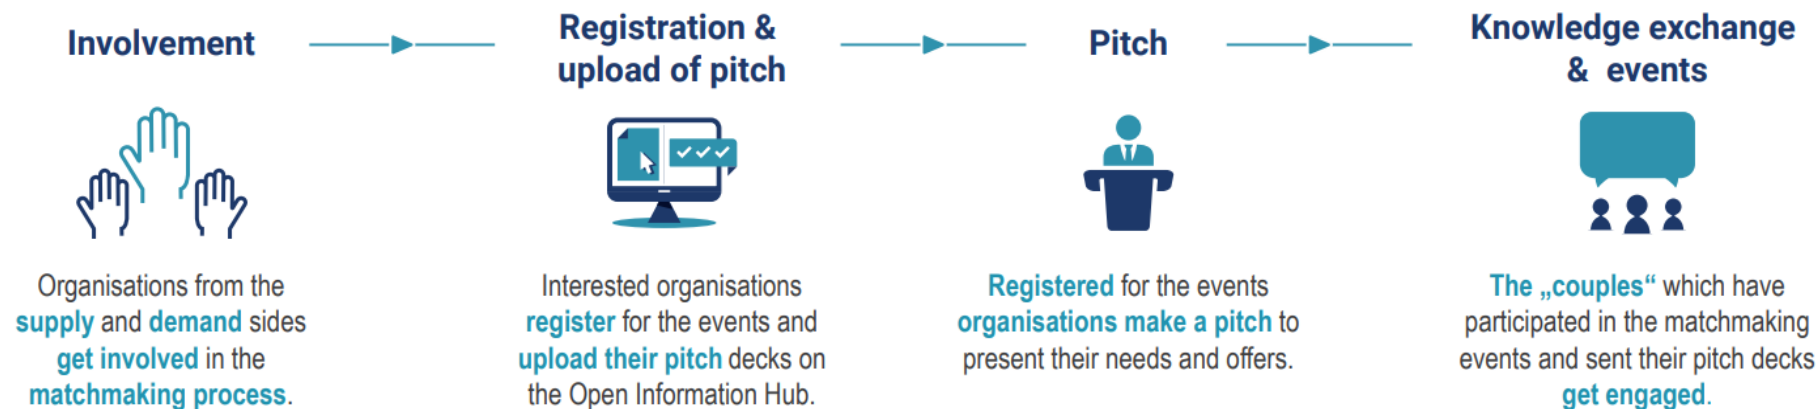 Involvement
Registration &
upload of pitch
Pitch
Knowledge exchange
& events
Organisations from the
supply and demand sides
get involved in the
matchmaking process.
Interested organisations
register for the events and
upload their pitch decks on
the Open Information Hub.
Registered for the events
organisations make a pitch to
present their needs and offers.
The „couples“ which have
participated in the matchmaking
events and sent their pitch decks
get engaged.